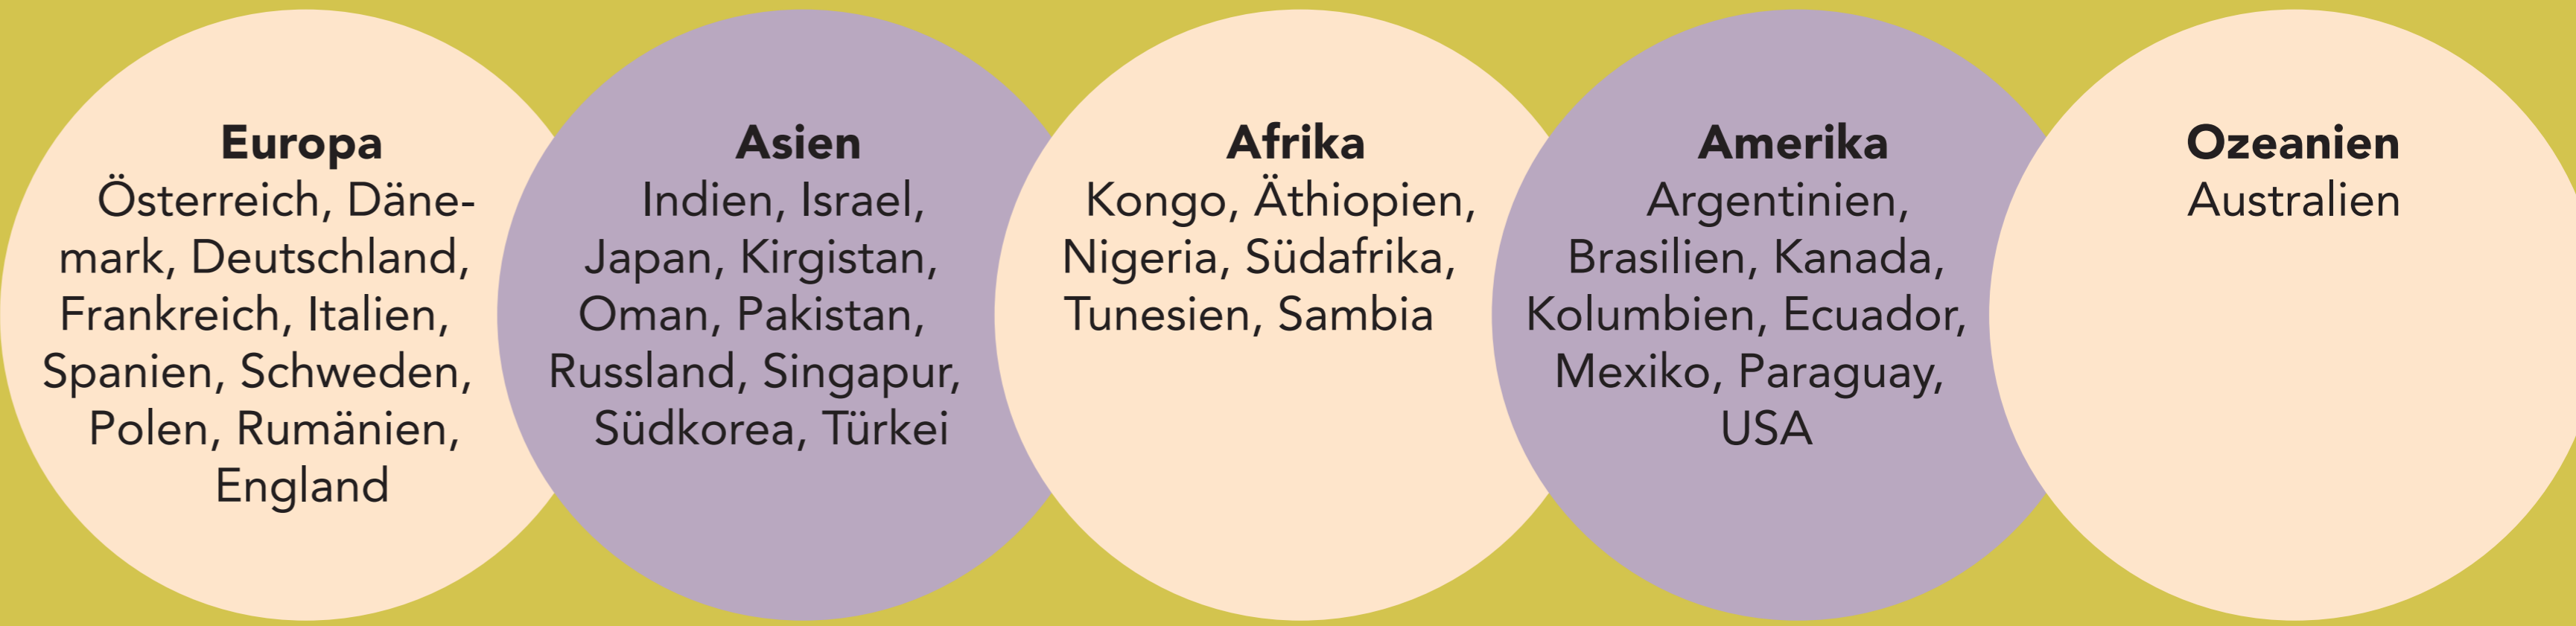 Europa
Österreich, Däne-
mark, Deutschland,
Frankreich, Italien,
Spanien, Schweden,
Polen, Rumänien,
England
Asien
Indien, Israel,
Japan, Kirgistan,
Oman, Pakistan,
Russland, Singapur,
Südkorea, Türkei
Afrika
Kongo, Äthiopien,
Nigeria, Südafrika,
Tunesien, Sambia
Amerika
Argentinien,
Brasilien, Kanada,
Kolumbien, Ecuador,
Mexiko, Paraguay,
USA
Ozeanien
Australien